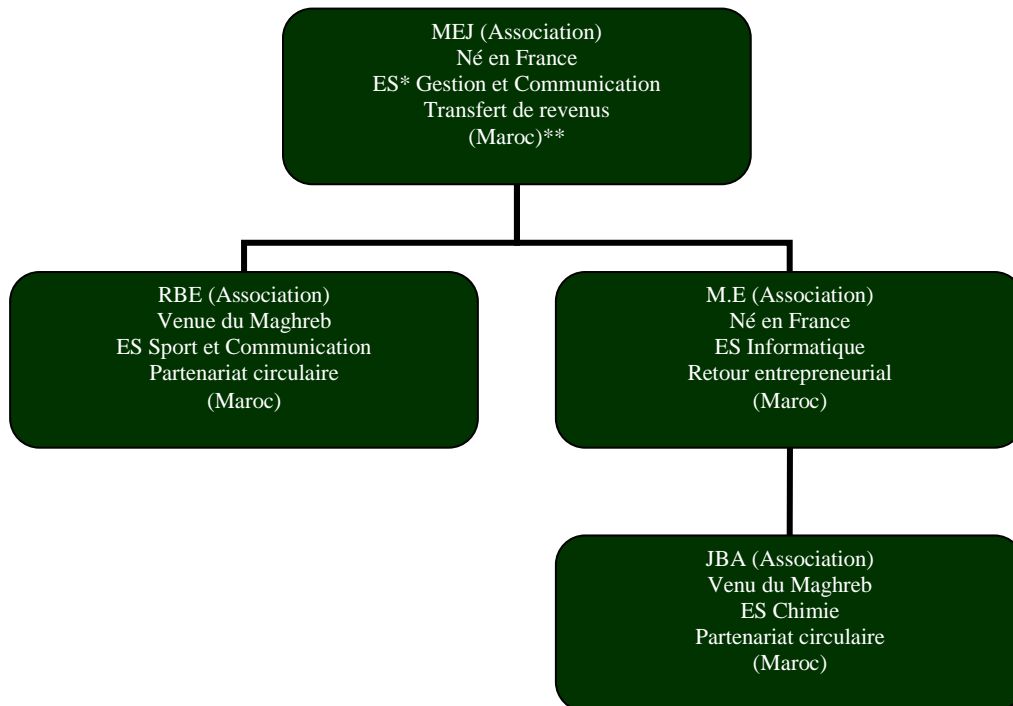 MEJ (Association)
Né en France
ES* Gestion et Communication
Transfert de revenus
(Maroc)**
RBE (Association)
Venue du Maghreb
ES Sport et Communication
Partenariat circulaire
(Maroc)
M.E (Association)
Né en France
ES Informatique
Retour entrepreneurial
(Maroc)
JBA (Association)
Venu du Maghreb
ES Chimie
Partenariat circulaire
(Maroc)